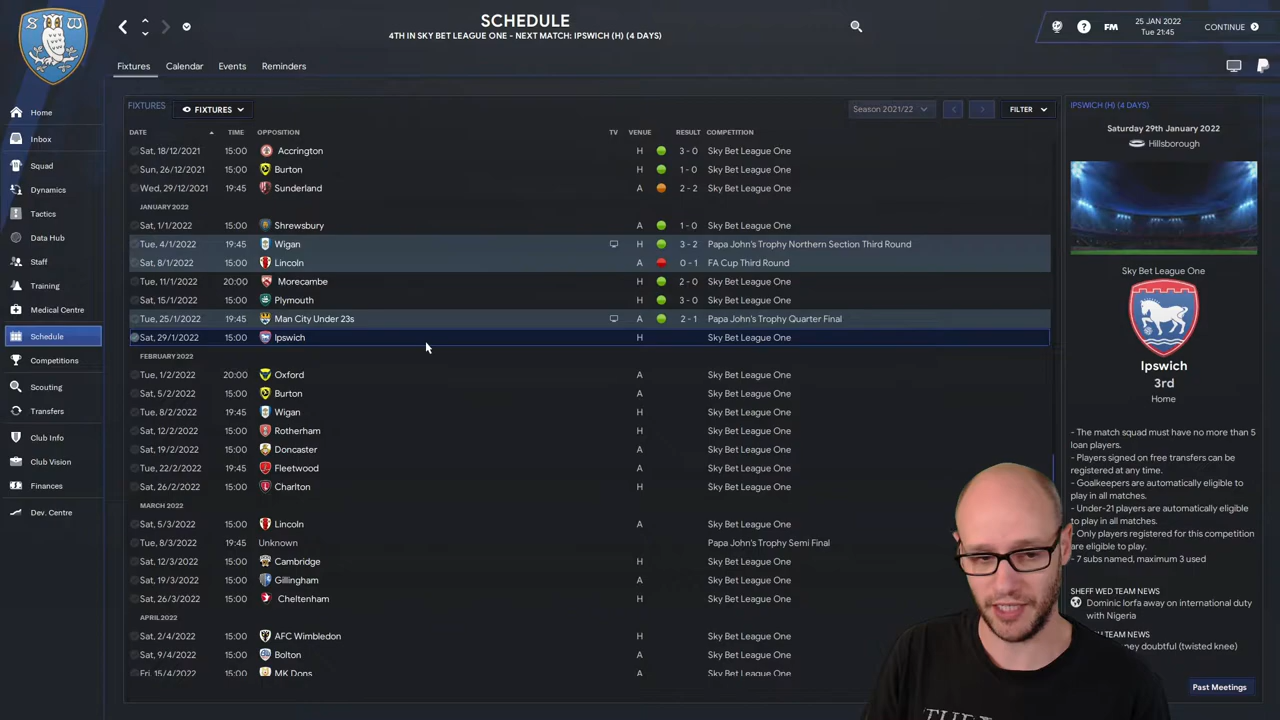 SCHEDULE
4TH IN SKY BET LEAGUE ONE - NEXT MATCH: IPSWICH (H) (4 DAYS)
FM
25 JAN 2022
Tue 21:45
CONTINUE
Fixtures Calendar Events Reminders
Home
Inbox
Squad
Dynamics
Tactics
Data Hub
Staff
Training
Medical Centre
Schedule
Competitions
Scouting
Transfers
Club Info
Club Vision
Finances
Dev. Centre
FIXTURES FIXTURES Season 2021/22 FILTER
DATE TIME OPPOSITION TV VENUE RESULT COMPETITION
Sat, 18/12/2021 15:00 Accrington H 3 - 0 Sky Bet League One
Sun, 26/12/2021 15:00 Burton H 1 - 0 Sky Bet League One
Wed, 29/12/2021 19:45 Sunderland A 2 - 2 Sky Bet League One
JANUARY 2022
Sat, 1/1/2022 15:00 Shrewsbury A 1 - 0 Sky Bet League One
Tue, 4/1/2022 19:45 Wigan H 3 - 2 Papa John's Trophy Northern Section Third Round
Sat, 8/1/2022 15:00 Lincoln A 0 - 1 FA Cup Third Round
Tue, 11/1/2022 20:00 Morecambe H 2 - 0 Sky Bet League One
Sat, 15/1/2022 15:00 Plymouth H 3 - 0 Sky Bet League One
Tue, 25/1/2022 19:45 Man City Under 23s A 2 - 1 Papa John's Trophy Quarter Final
Sat, 29/1/2022 15:00 Ipswich H Sky Bet League One
FEBRUARY 2022
Tue, 1/2/2022 20:00 Oxford A Sky Bet League One
Sat, 5/2/2022 15:00 Burton A Sky Bet League One
Tue, 8/2/2022 19:45 Wigan H Sky Bet League One
Sat, 12/2/2022 15:00 Rotherham H Sky Bet League One
Sat, 19/2/2022 15:00 Doncaster A Sky Bet League One
Tue, 22/2/2022 19:45 Fleetwood A Sky Bet League One
Sat, 26/2/2022 15:00 Charlton H Sky Bet League One
MARCH 2022
Sat, 5/3/2022 15:00 Lincoln A Sky Bet League One
Tue, 8/3/2022 19:45 Unknown Papa John's Trophy Semi Final
Sat, 12/3/2022 15:00 Cambridge H Sky Bet League One
Sat, 19/3/2022 15:00 Gillingham A Sky Bet League One
Sat, 26/3/2022 15:00 Cheltenham H Sky Bet League One
APRIL 2022
Sat, 2/4/2022 15:00 AFC Wimbledon H Sky Bet League One
Sat, 9/4/2022 15:00 Bolton A Sky Bet League One
Fri, 15/4/2022 15:00 MK Dons A Sky Bet League One
IPSWICH (H) (4 DAYS)
Saturday 29th January 2022
Hillsborough
Sky Bet League One
Ipswich
3rd
Home
- The match squad must have no more than 5
loan players.
- Players signed on free transfers can be
registered at any time.
- Goalkeepers are automatically eligible to
play in all matches.
- Under-21 players are automatically eligible
to play in all matches.
- Only players registered for this competition
are eligible to play.
- 7 subs named, maximum 3 used
SHEFF WED TEAM NEWS
Dominic Iorfa away on international duty
with Nigeria
TEAM NEWS
doubtful (twisted knee)
Past Meetings